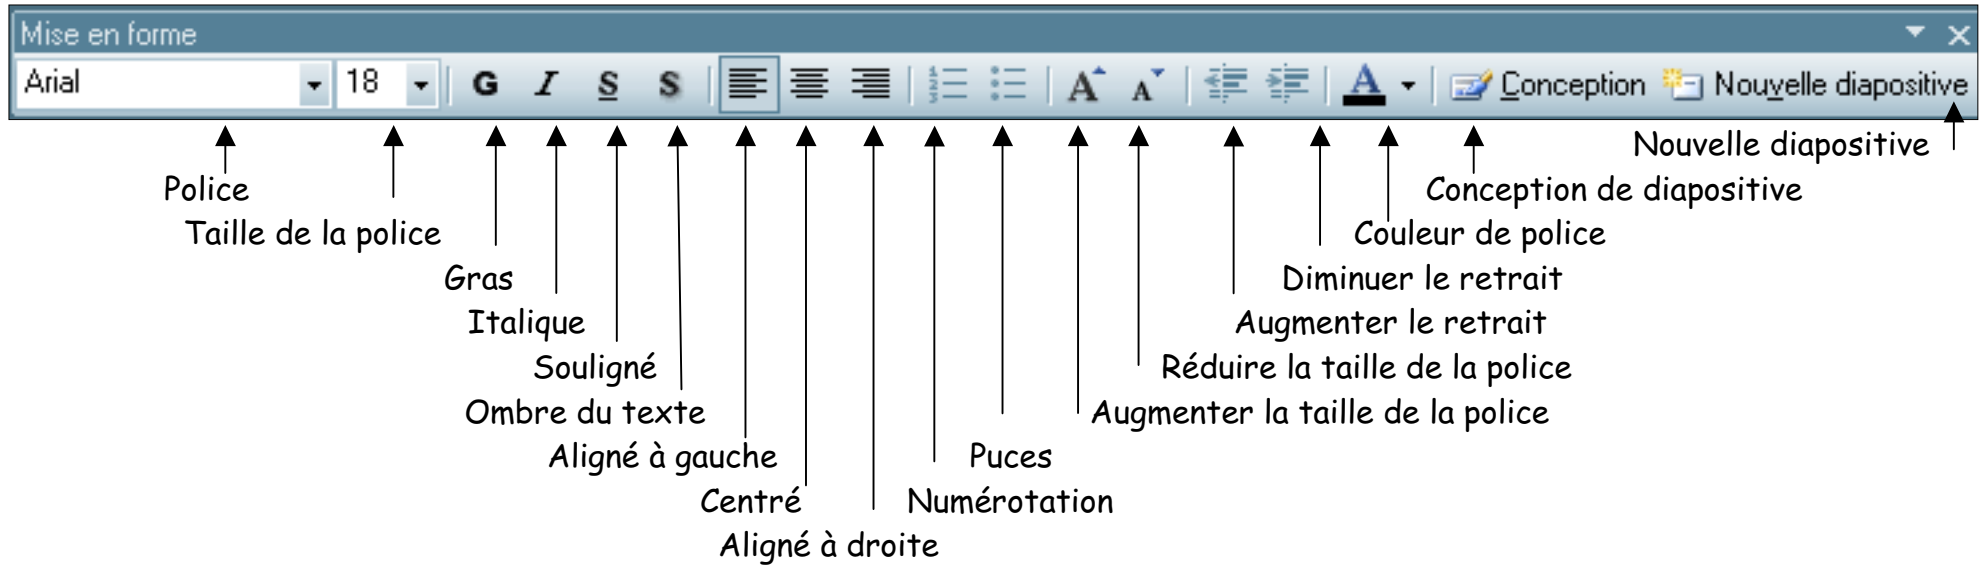 Mise en forme
Arial 18 G I S S A A A Conception Nouvelle diapositive
Nouvelle diapositive
Police Conception de diapositive
Taille de la police Couleur de police
Gras Diminuer le retrait
Italique Augmenter le retrait
Souligné Réduire la taille de la police
Ombre du texte Augmenter la taille de la police
Aligné à gauche Puces
Centré Numérotation
Aligné à droite